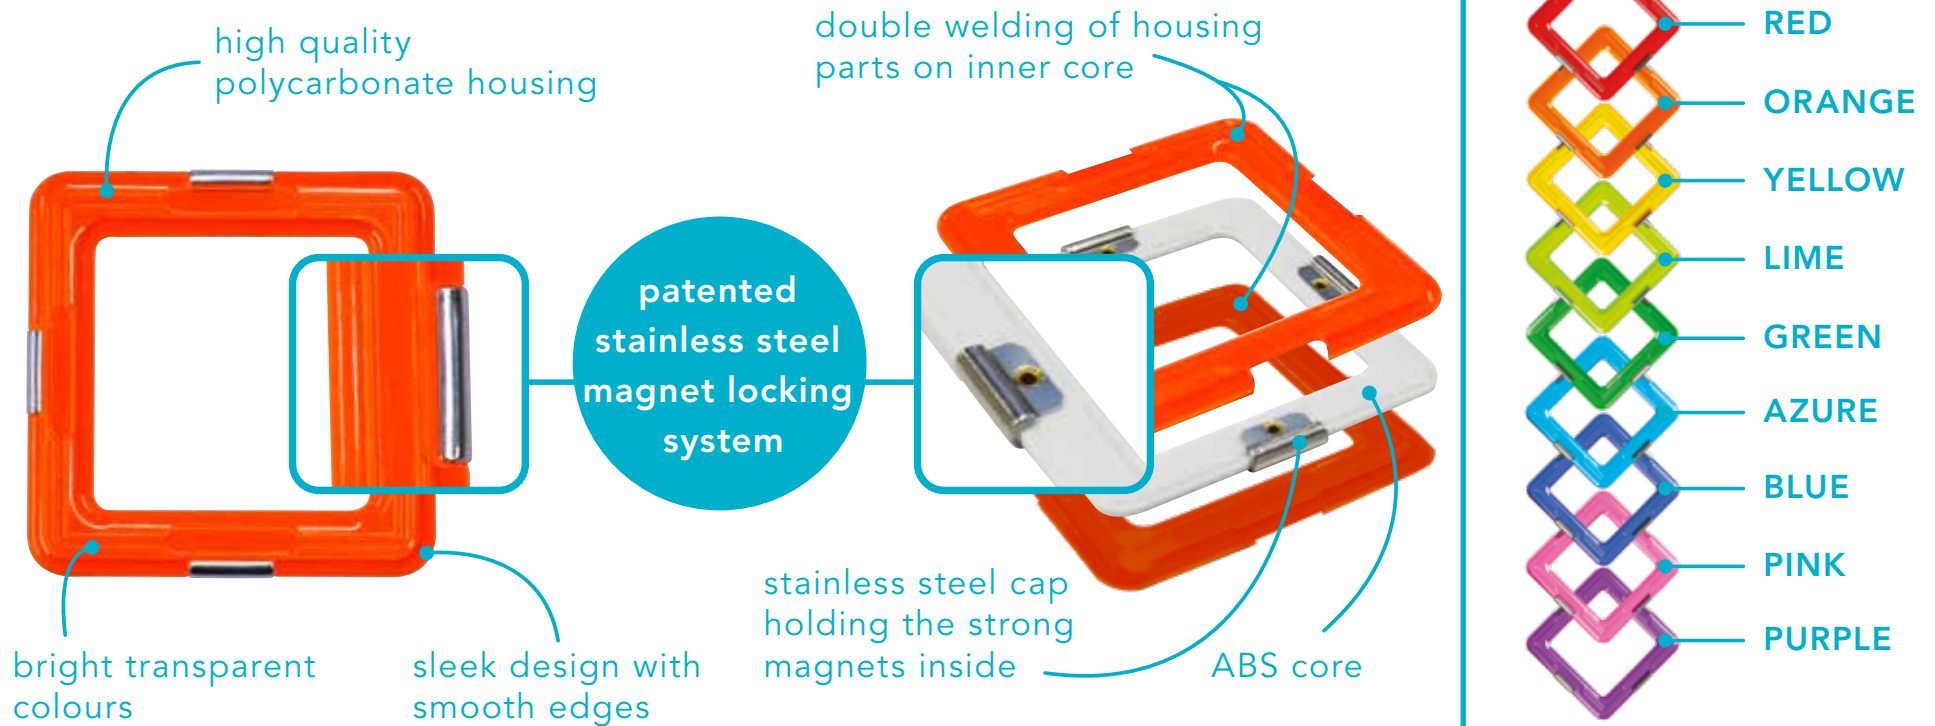 high quality
polycarbonate housing
double welding of housing
parts on inner core
patented
stainless steel
magnet locking
system
bright transparent
colours
sleek design with
smooth edges
stainless steel cap
holding the strong
magnets inside
ABS core
RED
ORANGE
YELLOW
LIME
GREEN
AZURE
BLUE
PINK
PURPLE